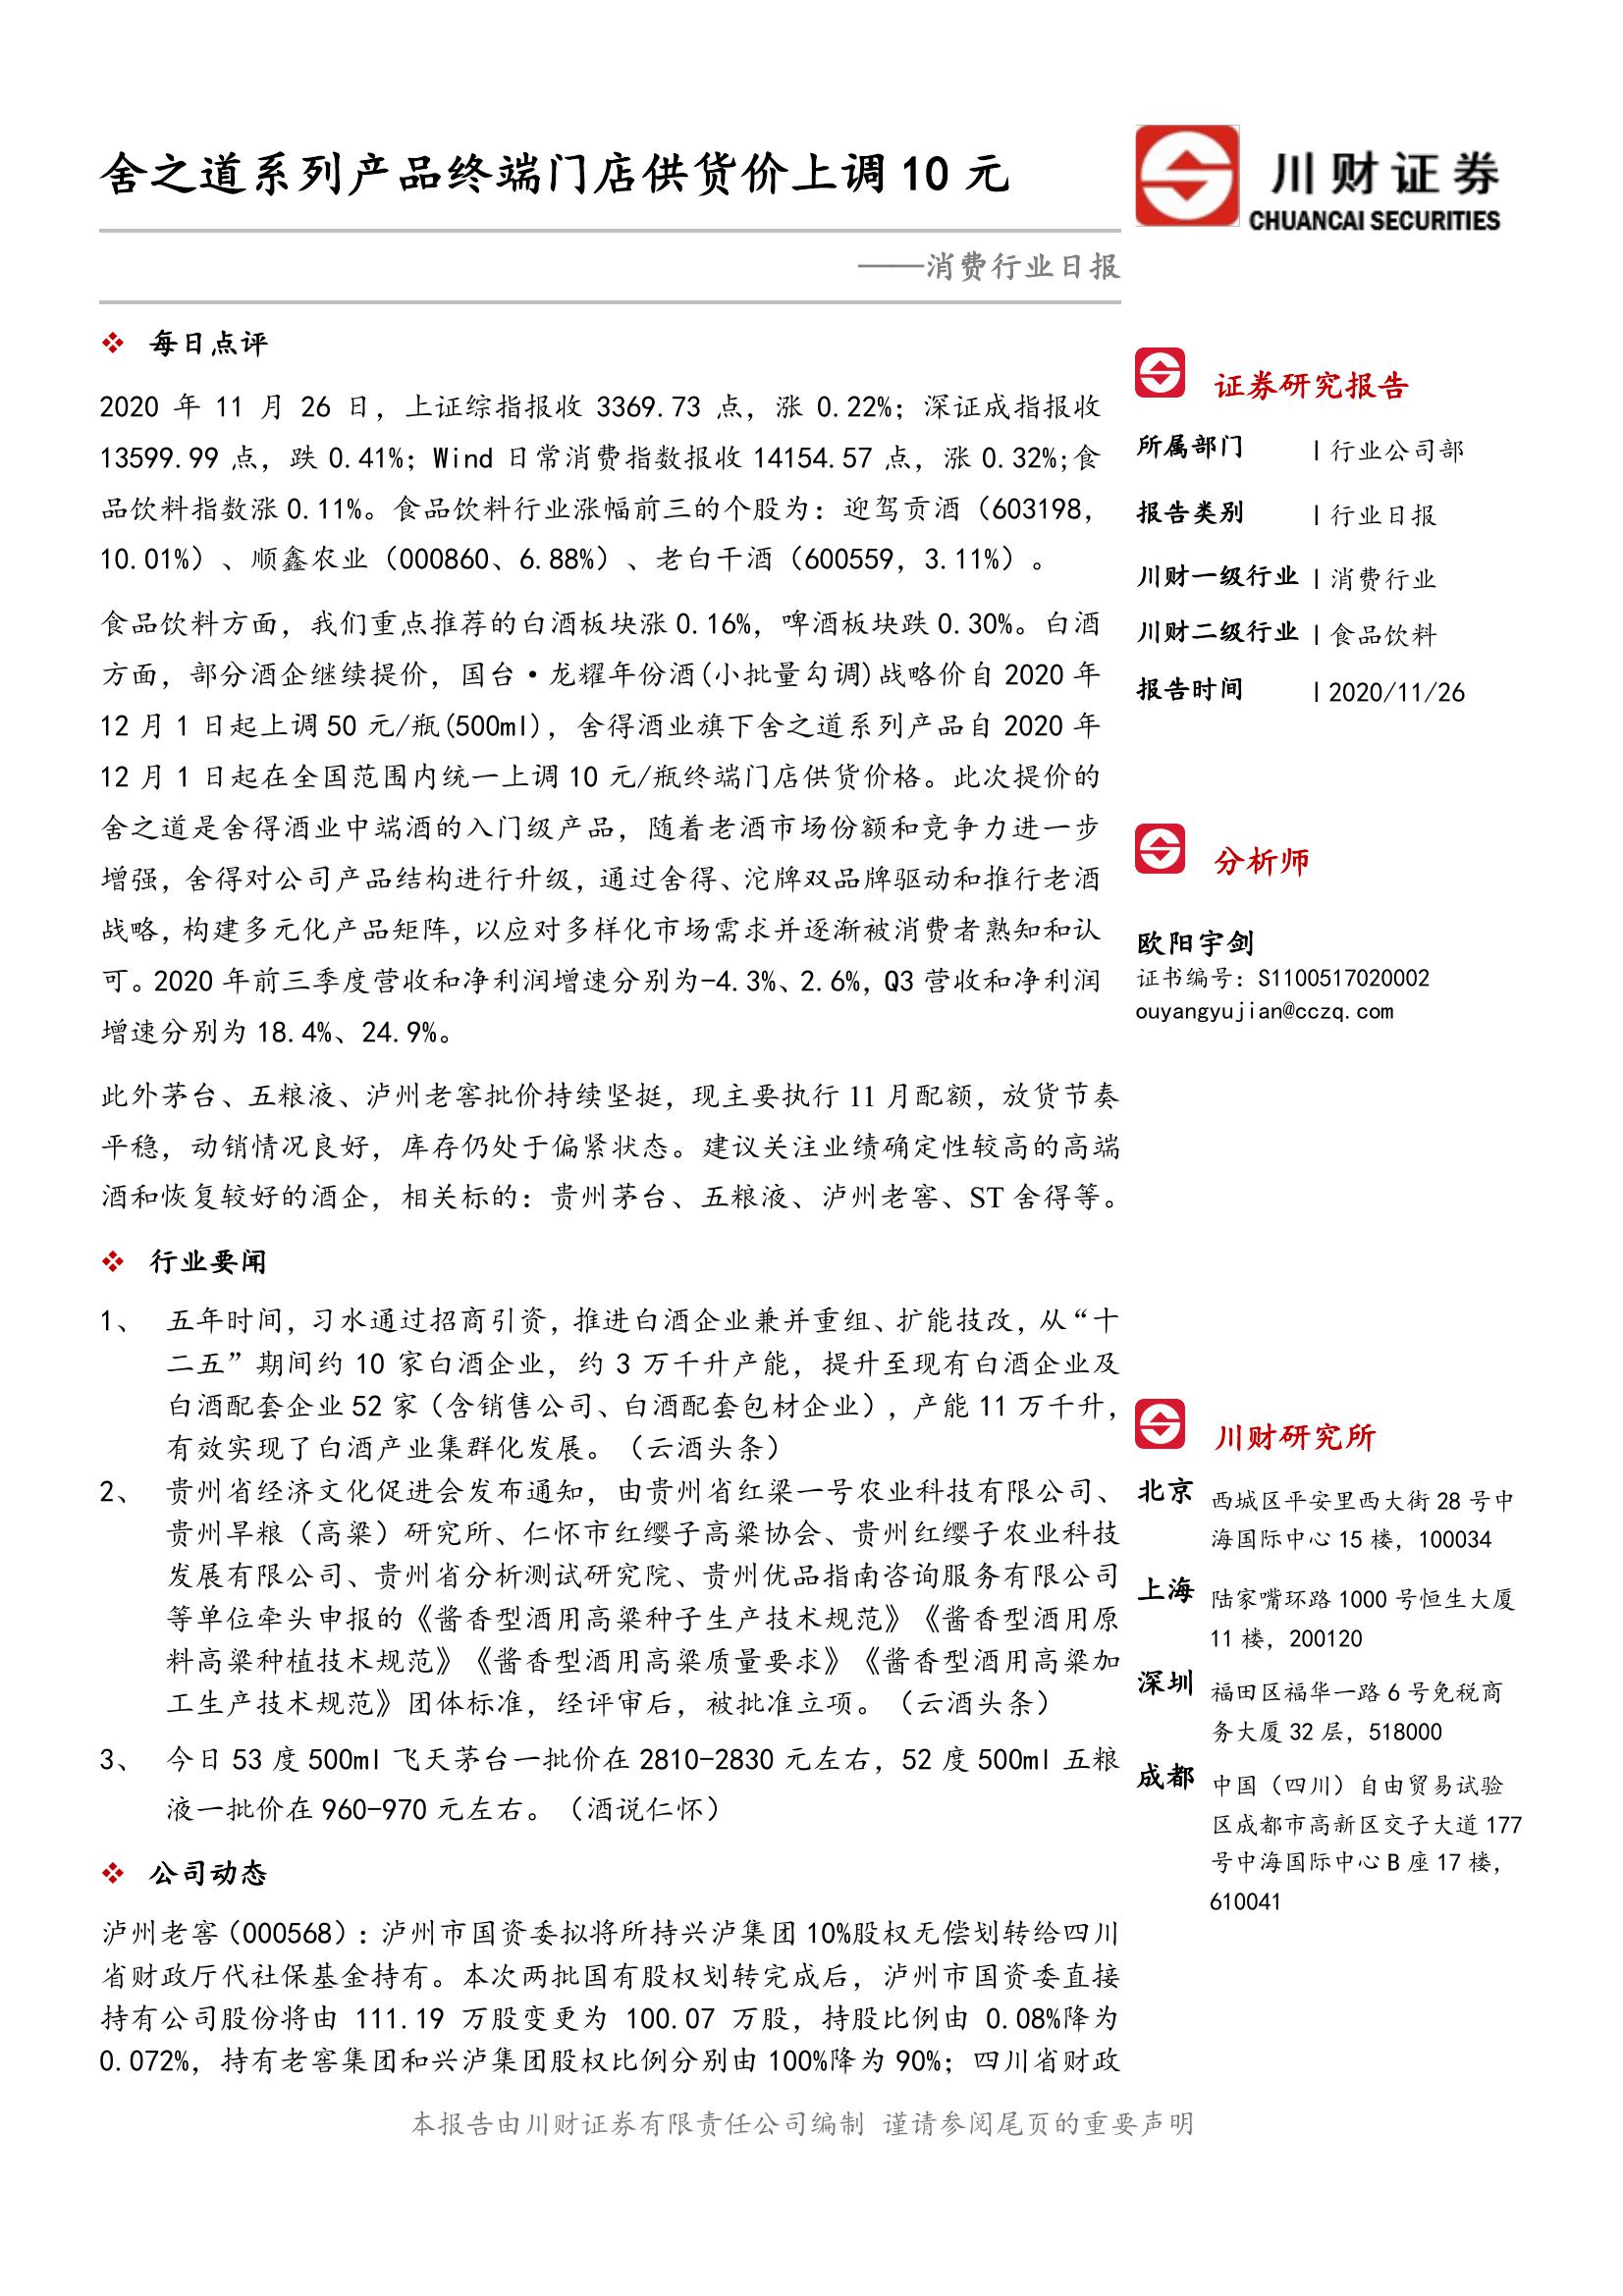 舍之道系列产品终端门店供货价上调 10 元
——消费行业日报
川财证券
CHUANCAI SECURITIES
每日点评
2020 年 11 月 26 日，上证综指报收 3369.73 点，涨 0.22%；深证成指报收
13599.99 点，跌 0.41%；Wind 日常消费指数报收 14154.57 点，涨 0.32%;食
品饮料指数涨 0.11%。食品饮料行业涨幅前三的个股为：迎驾贡酒（603198，
10.01%）、顺鑫农业（000860、6.88%）、老白干酒（600559，3.11%）。
食品饮料方面，我们重点推荐的白酒板块涨 0.16%，啤酒板块跌 0.30%。白酒
方面，部分酒企继续提价，国台·龙耀年份酒(小批量勾调)战略价自 2020 年
12 月 1 日起上调 50 元/瓶(500ml)，舍得酒业旗下舍之道系列产品自 2020 年
12 月 1 日起在全国范围内统一上调 10 元/瓶终端门店供货价格。此次提价的
舍之道是舍得酒业中端酒的入门级产品，随着老酒市场份额和竞争力进一步
增强，舍得对公司产品结构进行升级，通过舍得、沱牌双品牌驱动和推行老酒
战略，构建多元化产品矩阵，以应对多样化市场需求并逐渐被消费者熟知和认
可。2020 年前三季度营收和净利润增速分别为-4.3%、2.6%，Q3 营收和净利润
增速分别为 18.4%、24.9%。
此外茅台、五粮液、泸州老窖批价持续坚挺，现主要执行 11 月配额，放货节奏
平稳，动销情况良好，库存仍处于偏紧状态。建议关注业绩确定性较高的高端
酒和恢复较好的酒企，相关标的：贵州茅台、五粮液、泸州老窖、ST 舍得等。
行业要闻
1、 五年时间，习水通过招商引资，推进白酒企业兼并重组、扩能技改，从“十
二五”期间约 10 家白酒企业，约 3 万千升产能，提升至现有白酒企业及
白酒配套企业 52 家（含销售公司、白酒配套包材企业），产能 11 万千升，
有效实现了白酒产业集群化发展。（云酒头条）
2、 贵州省经济文化促进会发布通知，由贵州省红梁一号农业科技有限公司、
贵州旱粮（高粱）研究所、仁怀市红缨子高粱协会、贵州红缨子农业科技
发展有限公司、贵州省分析测试研究院、贵州优品指南咨询服务有限公司
等单位牵头申报的《酱香型酒用高粱种子生产技术规范》《酱香型酒用原
料高粱种植技术规范》《酱香型酒用高粱质量要求》《酱香型酒用高粱加
工生产技术规范》团体标准，经评审后，被批准立项。（云酒头条）
3、 今日 53 度 500ml 飞天茅台一批价在 2810-2830 元左右，52 度 500ml 五粮
液一批价在 960-970 元左右。（酒说仁怀）
公司动态
泸州老窖（000568）：泸州市国资委拟将所持兴泸集团 10%股权无偿划转给四川
省财政厅代社保基金持有。本次两批国有股权划转完成后，泸州市国资委直接
持有公司股份将由 111.19 万股变更为 100.07 万股，持股比例由 0.08%降为
0.072%，持有老窖集团和兴泸集团股权比例分别由 100%降为 90%；四川省财政
证券研究报告
所属部门 | 行业公司部
报告类别 | 行业日报
川财一级行业 | 消费行业
川财二级行业 | 食品饮料
报告时间 | 2020/11/26
分析师
欧阳宇剑
证书编号：S1100517020002
ouyangyujian@cczq.com
川财研究所
北京 西城区平安里西大街 28 号中
海国际中心 15 楼，100034
上海 陆家嘴环路 1000 号恒生大厦
11 楼，200120
深圳 福田区福华一路 6 号免税商
务大厦 32 层，518000
成都 中国（四川）自由贸易试验
区成都市高新区交子大道 177
号中海国际中心 B 座 17 楼，
610041
本报告由川财证券有限责任公司编制 谨请参阅尾页的重要声明